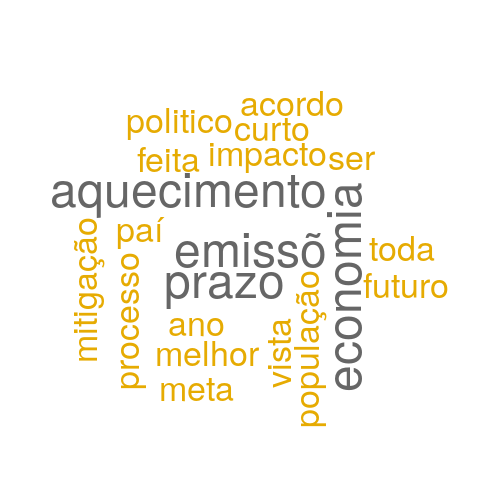 acordo
politico
curto
feita
impacto
ser
aquecimento
economia
mitigação
paí
emissõ
toda
processo
prazo
futuro
população
ano
vista
melhor
meta